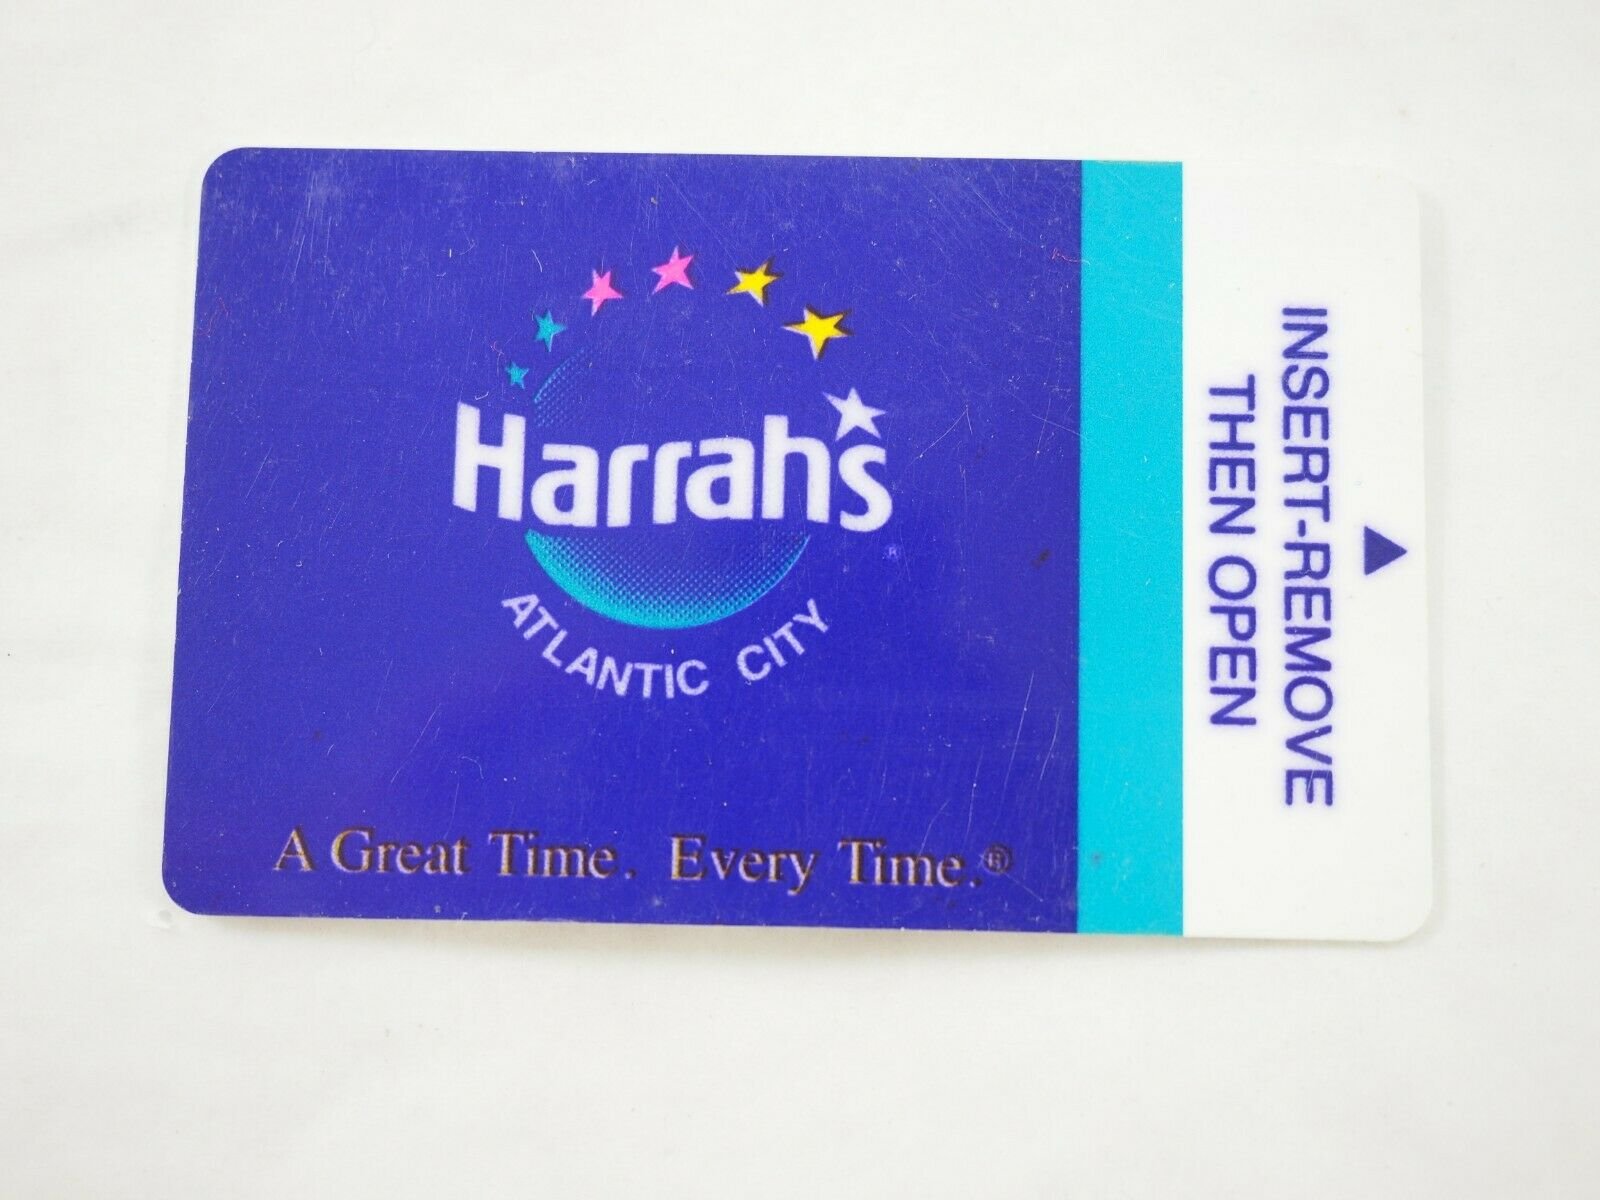 Harrah's
®
ATLANTIC CITY
A Great Time. Every Time.®
INSERT-REMOVE
THEN OPEN